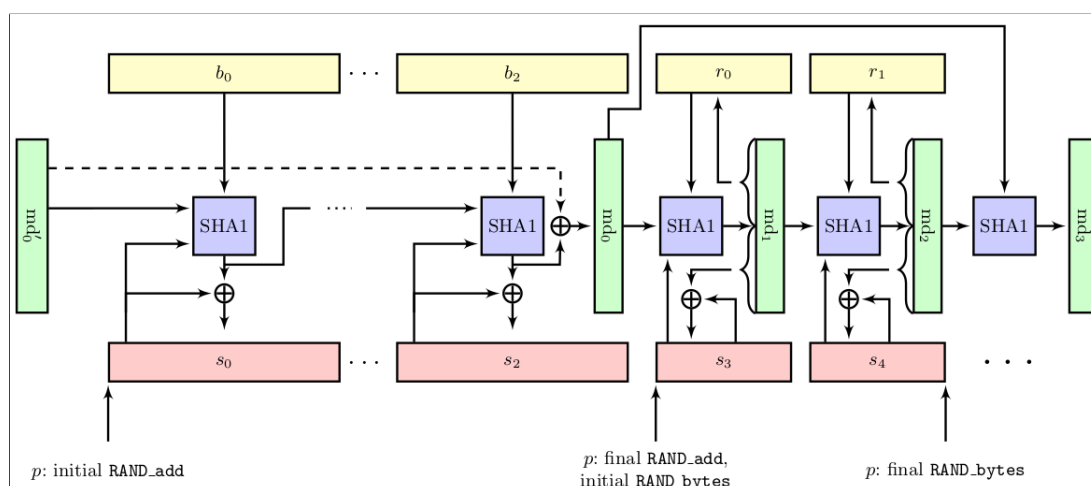 b₀ · · · b₂ r₀ r₁
md′₀ SHA1 ····· SHA1 md₀ SHA1 md₁ SHA1 md₂ SHA1 md₃
s₀ · · · s₂ s₃ s₄ · · ·
p: initial RAND_add
p: final RAND_add,
initial RAND_bytes
p: final RAND_bytes